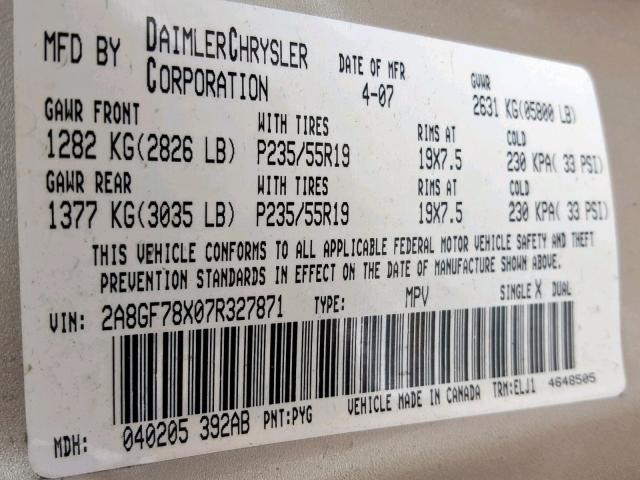 MFD BY DAIMLERCHRYSLER CORPORATION DATE OF MFR 4-07 GVWR 2631 KG(05800 LB)
GAWR FRONT WITH TIRES RIMS AT COLD
1282 KG(2826 LB) P235/55R19 19X7.5 230 KPA( 33 PSI)
GAWR REAR WITH TIRES RIMS AT COLD
1377 KG(3035 LB) P235/55R19 19X7.5 230 KPA( 33 PSI)
THIS VEHICLE CONFORMS TO ALL APPLICABLE FEDERAL MOTOR VEHICLE SAFETY AND THEFT
PREVENTION STANDARDS IN EFFECT ON THE DATE OF MANUFACTURE SHOWN ABOVE.
VIN: 2A8GF78X07R327871 TYPE: MPV SINGLE X DUAL
MDH: 040205 392AB PNT:PYG VEHICLE MADE IN CANADA TRM:ELJ1 4648505